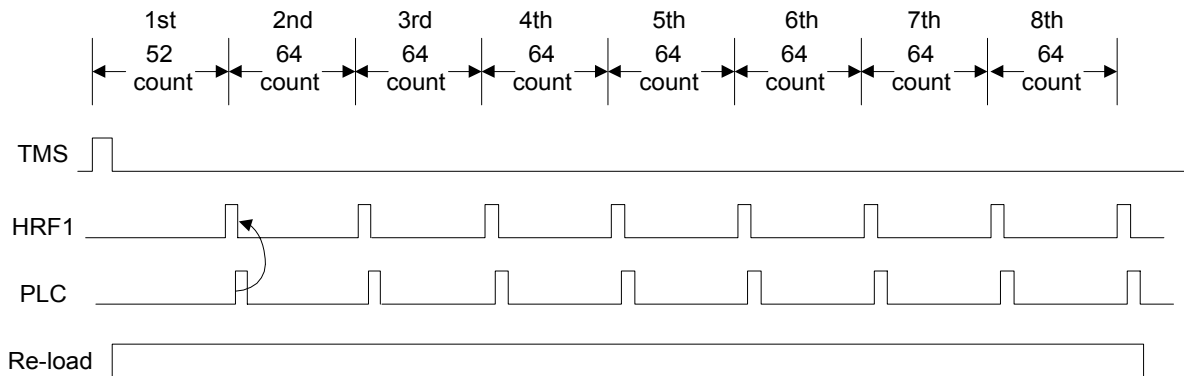 1st 2nd 3rd 4th 5th 6th 7th 8th
52 64 64 64 64 64 64 64
count count count count count count count count
TMS
HRF1
PLC
Re-load